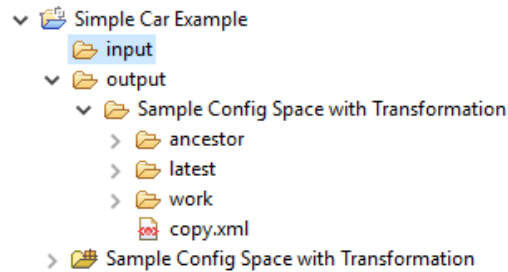 Simple Car Example
input
output
Sample Config Space with Transformation
ancestor
latest
work
copy.xml
Sample Config Space with Transformation